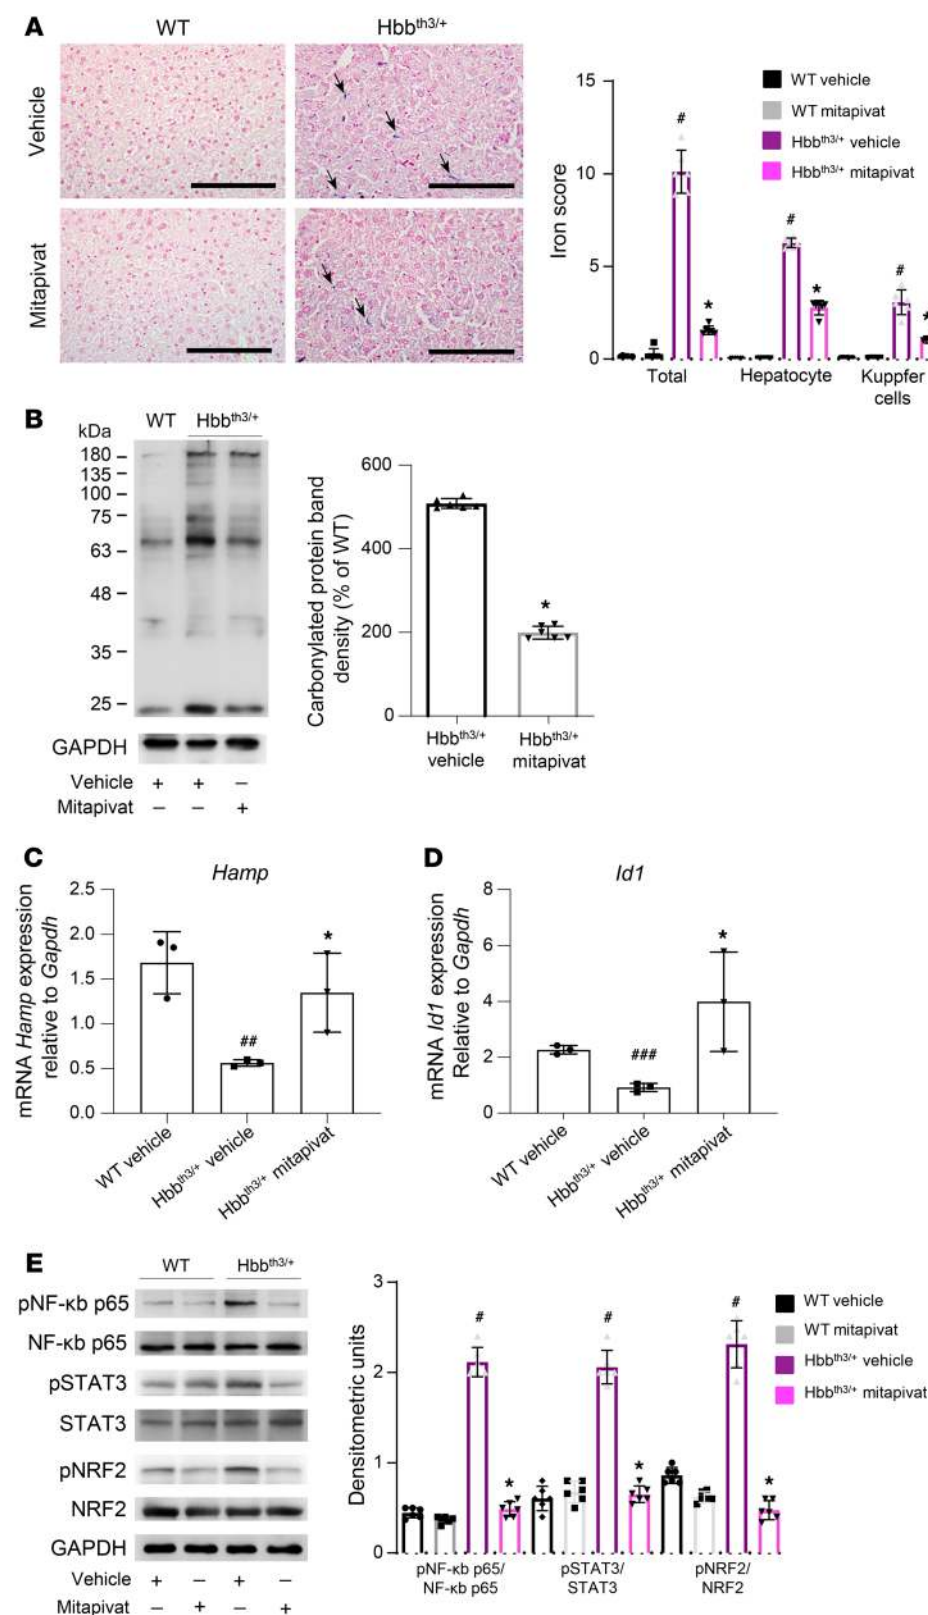 A
WT
Hbbth3/+
Vehicle
Mitapivat
Iron score
15
10
5
0
#
*
#
*
#
*
Total
Hepatocyte
Kuppfer
cells
WT vehicle
WT mitapivat
Hbbth3/+ vehicle
Hbbth3/+ mitapivat
B
WT
Hbbth3/+
kDa
180
135
100
75
63
48
35
25
GAPDH
Vehicle + + –
Mitapivat – – +
Carbonylated protein band
density (% of WT)
600
400
200
0
*
Hbbth3/+
vehicle
Hbbth3/+
mitapivat
C
Hamp
mRNA Hamp expression
relative to Gapdh
2.5
2.0
1.5
1.0
0.5
0.0
##
*
WT vehicle
Hbbth3/+ vehicle
Hbbth3/+ mitapivat
D
Id1
mRNA Id1 expression
Relative to Gapdh
8
6
4
2
0
###
*
WT vehicle
Hbbth3/+ vehicle
Hbbth3/+ mitapivat
E
WT
Hbbth3/+
pNF-κb p65
NF-κb p65
pSTAT3
STAT3
pNRF2
NRF2
GAPDH
Vehicle + – + –
Mitapivat – + – +
Densitometric units
3
2
1
0
#
*
#
*
#
*
pNF-κb p65/
NF-κb p65
pSTAT3/
STAT3
pNRF2/
NRF2
WT vehicle
WT mitapivat
Hbbth3/+ vehicle
Hbbth3/+ mitapivat